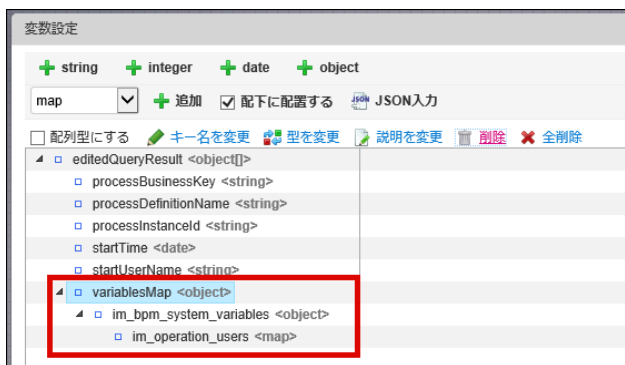 変数設定
string integer date object
map 追加 配下に配置する JSON JSON入力
配列型にする キー名を変更 型を変更 説明を変更 削除 全削除
editedQueryResult <object[]>
processBusinessKey <string>
processDefinitionName <string>
processInstanceId <string>
startTime <date>
startUserName <string>
variablesMap <object>
im_bpm_system_variables <object>
im_operation_users <map>